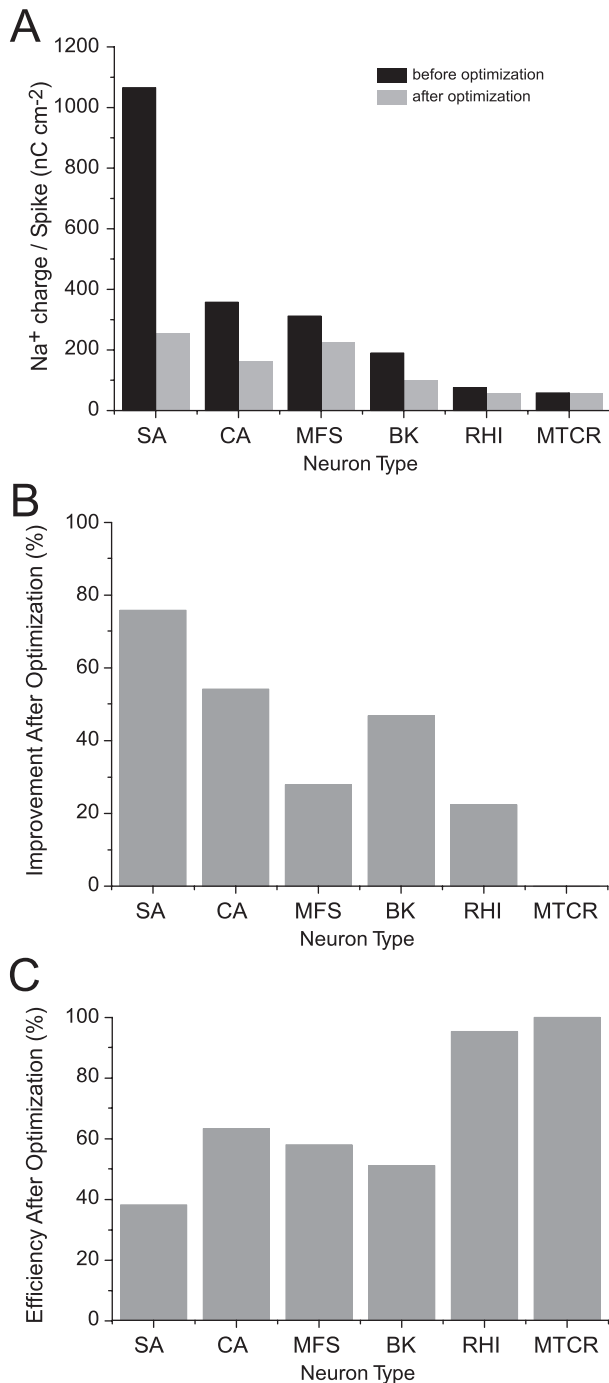 A
1200
1000
800
600
400
200
0
Na+ charge / Spike (nC cm-2)
before optimization
after optimization
SA CA MFS BK RHI MTCR
Neuron Type
B
100
80
60
40
20
0
Improvement After Optimization (%)
SA CA MFS BK RHI MTCR
Neuron Type
C
100
80
60
40
20
0
Efficiency After Optimization (%)
SA CA MFS BK RHI MTCR
Neuron Type